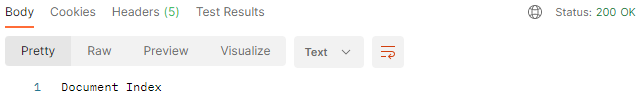 Body Cookies Headers (5) Test Results Status: 200 OK
Pretty Raw Preview Visualize Text
1 Document Index